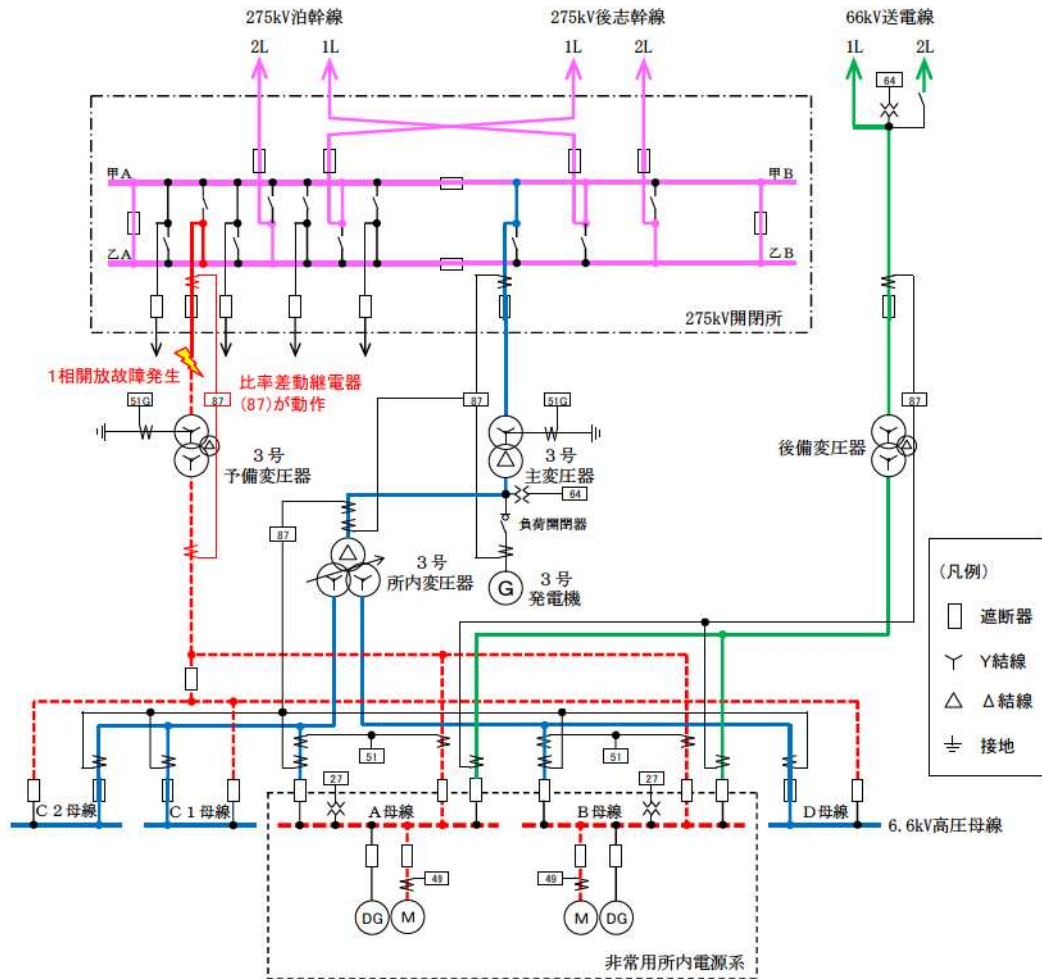 275kV泊幹線
275kV後志幹線
66kV送電線
2L
1L
1L
2L
1L
2L
64
甲A
甲B
乙A
乙B
275kV開閉所
1相開放故障発生
比率差動継電器
(87)が動作
87
51G
87
51G
87
3号
予備変圧器
3号
主変圧器
後備変圧器
64
負荷開閉器
87
3号
所内変圧器
G
3号
発電機
(凡例)
遮断器
Y結線
Δ結線
接地
51
51
27
27
C2母線
C1母線
A母線
B母線
D母線
6.6kV高圧母線
49
49
DG
M
M
DG
非常用所内電源系